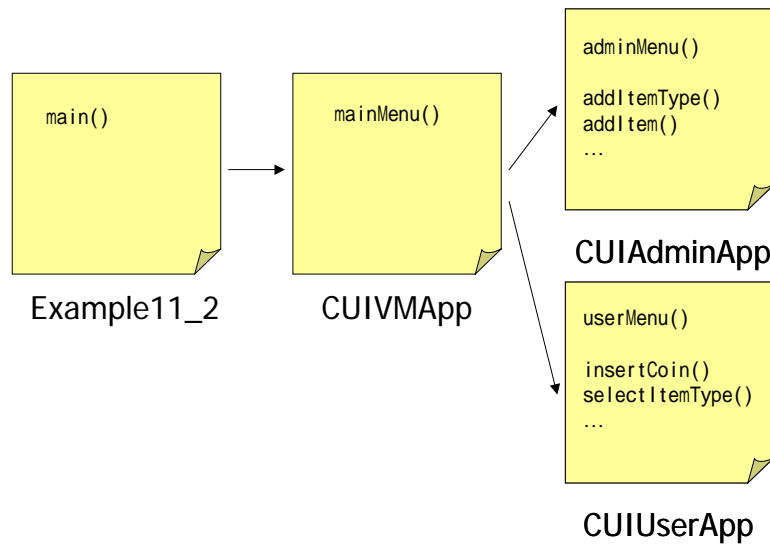 main()
Example11_2
mainMenu()
CUIVMApp
adminMenu()
addItemType()
addItem()
...
CUIAdminApp
userMenu()
insertCoin()
selectItemType()
...
CUIUserApp